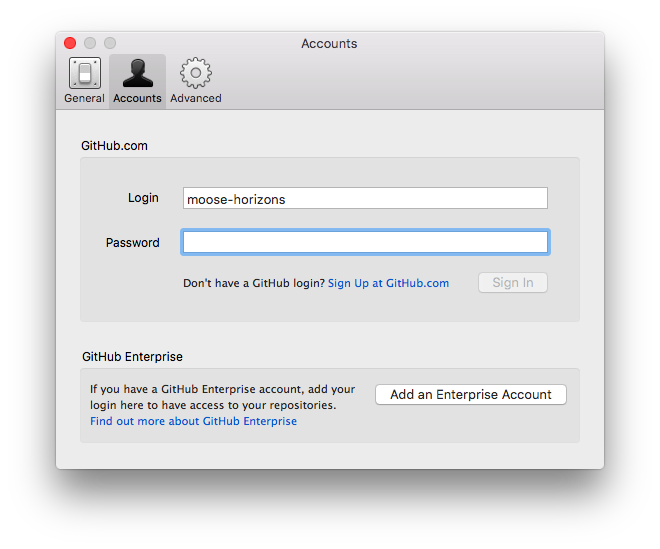 Accounts
General Accounts Advanced
GitHub.com
Login moose-horizons
Password
Don't have a GitHub login? Sign Up at GitHub.com Sign In
GitHub Enterprise
If you have a GitHub Enterprise account, add your
login here to have access to your repositories.
Find out more about GitHub Enterprise
Add an Enterprise Account